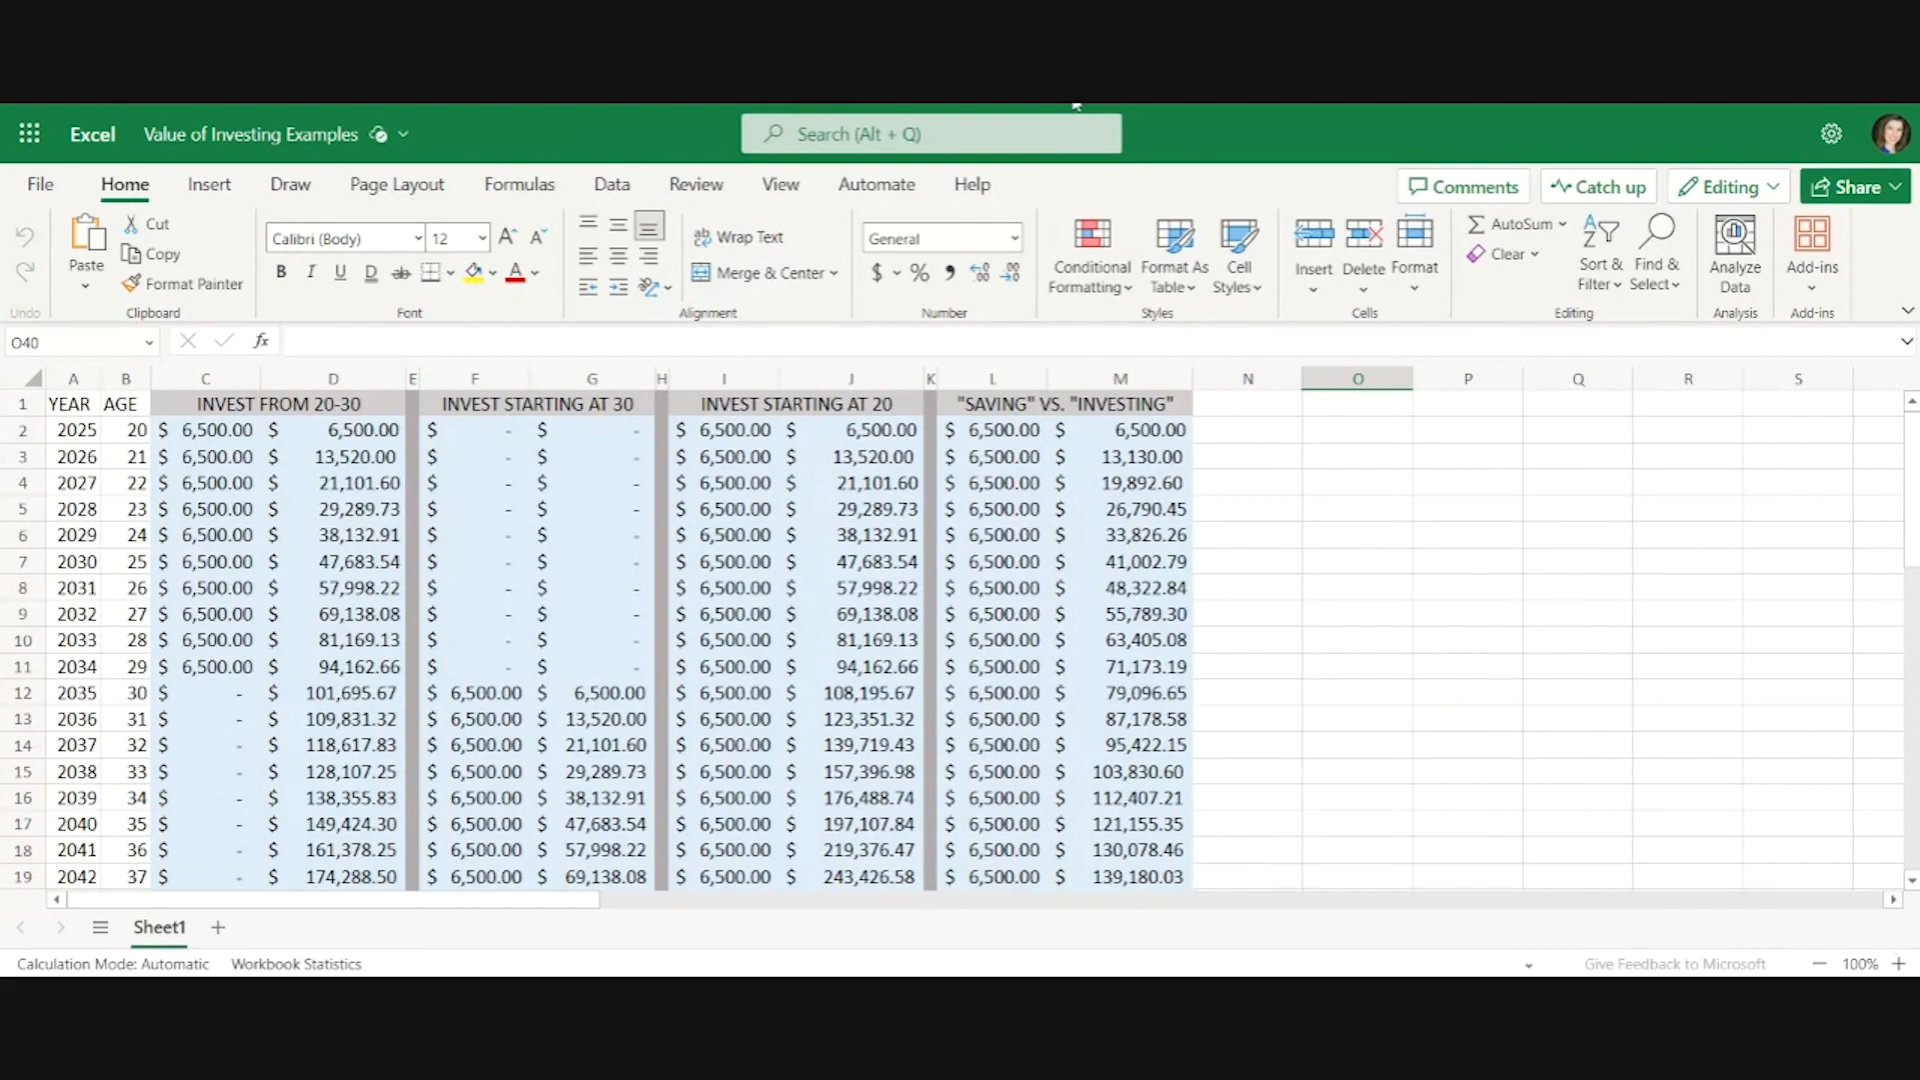 Excel Value of Investing Examples Search (Alt + Q)
File Home Insert Draw Page Layout Formulas Data Review View Automate Help Comments Catch up Editing Share
Cut
Copy
Format Painter
Paste
Undo
Clipboard
Calibri (Body) 12
B I U D ab
Font
Wrap Text
Merge & Center
Alignment
General
$ % 9
Number
Conditional Formatting
Format As Table
Cell Styles
Styles
Insert Delete Format
Cells
AutoSum
Clear
Sort & Filter
Find & Select
Editing
Analyze Data
Analysis
Add-ins
Add-ins
O40 fx
A B C D E F G H I J K L M N O P Q R S
1 YEAR AGE INVEST FROM 20-30 INVEST STARTING AT 30 INVEST STARTING AT 20 "SAVING" VS. "INVESTING"
2 2025 20 $ 6,500.00 $ 6,500.00 $ - $ - $ 6,500.00 $ 6,500.00 $ 6,500.00 $ 6,500.00
3 2026 21 $ 6,500.00 $ 13,520.00 $ - $ - $ 6,500.00 $ 13,520.00 $ 6,500.00 $ 13,130.00
4 2027 22 $ 6,500.00 $ 21,101.60 $ - $ - $ 6,500.00 $ 21,101.60 $ 6,500.00 $ 19,892.60
5 2028 23 $ 6,500.00 $ 29,289.73 $ - $ - $ 6,500.00 $ 29,289.73 $ 6,500.00 $ 26,790.45
6 2029 24 $ 6,500.00 $ 38,132.91 $ - $ - $ 6,500.00 $ 38,132.91 $ 6,500.00 $ 33,826.26
7 2030 25 $ 6,500.00 $ 47,683.54 $ - $ - $ 6,500.00 $ 47,683.54 $ 6,500.00 $ 41,002.79
8 2031 26 $ 6,500.00 $ 57,998.22 $ - $ - $ 6,500.00 $ 57,998.22 $ 6,500.00 $ 48,322.84
9 2032 27 $ 6,500.00 $ 69,138.08 $ - $ - $ 6,500.00 $ 69,138.08 $ 6,500.00 $ 55,789.30
10 2033 28 $ 6,500.00 $ 81,169.13 $ - $ - $ 6,500.00 $ 81,169.13 $ 6,500.00 $ 63,405.08
11 2034 29 $ 6,500.00 $ 94,162.66 $ - $ - $ 6,500.00 $ 94,162.66 $ 6,500.00 $ 71,173.19
12 2035 30 $ - $ 101,695.67 $ 6,500.00 $ 6,500.00 $ 6,500.00 $ 108,195.67 $ 6,500.00 $ 79,096.65
13 2036 31 $ - $ 109,831.32 $ 6,500.00 $ 13,520.00 $ 6,500.00 $ 123,351.32 $ 6,500.00 $ 87,178.58
14 2037 32 $ - $ 118,617.83 $ 6,500.00 $ 21,101.60 $ 6,500.00 $ 139,719.43 $ 6,500.00 $ 95,422.15
15 2038 33 $ - $ 128,107.25 $ 6,500.00 $ 29,289.73 $ 6,500.00 $ 157,396.98 $ 6,500.00 $ 103,830.60
16 2039 34 $ - $ 138,355.83 $ 6,500.00 $ 38,132.91 $ 6,500.00 $ 176,488.74 $ 6,500.00 $ 112,407.21
17 2040 35 $ - $ 149,424.30 $ 6,500.00 $ 47,683.54 $ 6,500.00 $ 197,107.84 $ 6,500.00 $ 121,155.35
18 2041 36 $ - $ 161,378.25 $ 6,500.00 $ 57,998.22 $ 6,500.00 $ 219,376.47 $ 6,500.00 $ 130,078.46
19 2042 37 $ - $ 174,288.50 $ 6,500.00 $ 69,138.08 $ 6,500.00 $ 243,426.58 $ 6,500.00 $ 139,180.03
Sheet1
Calculation Mode: Automatic Workbook Statistics Give Feedback to Microsoft 100%